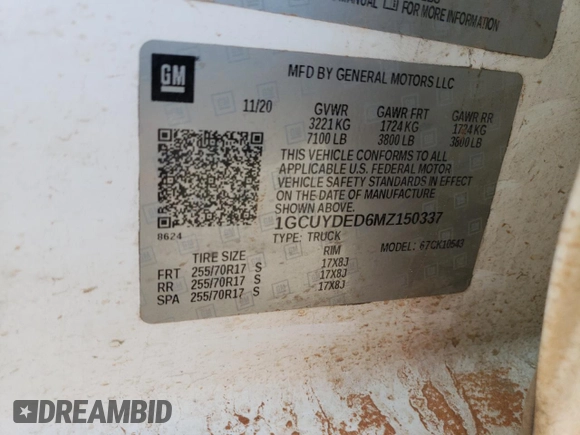 MANUAL FOR MORE INFORMATION
GM
MFD BY GENERAL MOTORS LLC
11/20 GVWR GAWR FRT GAWR RR
3221 KG 1724 KG 1724 KG
7100 LB 3800 LB 3800 LB
THIS VEHICLE CONFORMS TO ALL
APPLICABLE U.S. FEDERAL MOTOR
VEHICLE SAFETY STANDARDS IN EFFECT
ON THE DATE OF MANUFACTURE
SHOWN ABOVE.
1GCUYDED6MZ150337
8624
TYPE: TRUCK MODEL: 6TCK10543
TIRE SIZE RIM
FRT 255/70R17 S 17X8J
RR 255/70R17 S 17X8J
SPA 255/70R17 S 17X8J
DREAMBID